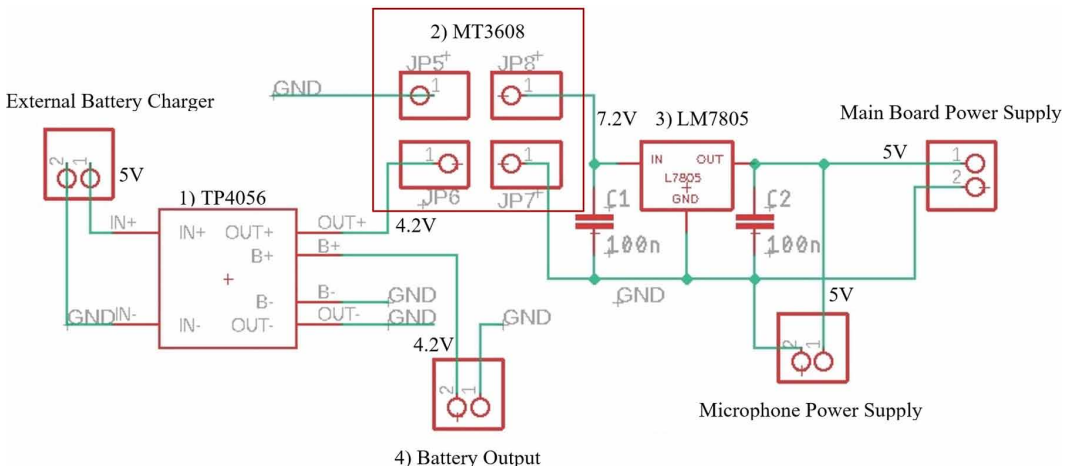 2) MT3608
JP5
1
JP8
1
GND
External Battery Charger
2
1
5V
7.2V
3) LM7805
Main Board Power Supply
IN
OUT
L7805
GND
5V
1
2
1
JP6
1
JP7
4.2V
1) TP4056
IN+
IN+
OUT+
OUT+
B+
B+
B-
B-
GND
GND
IN-
IN-
OUT-
OUT-
GND
C1
100n
C2
100n
GND
5V
GND
4.2V
2
1
2
1
Microphone Power Supply
4) Battery Output